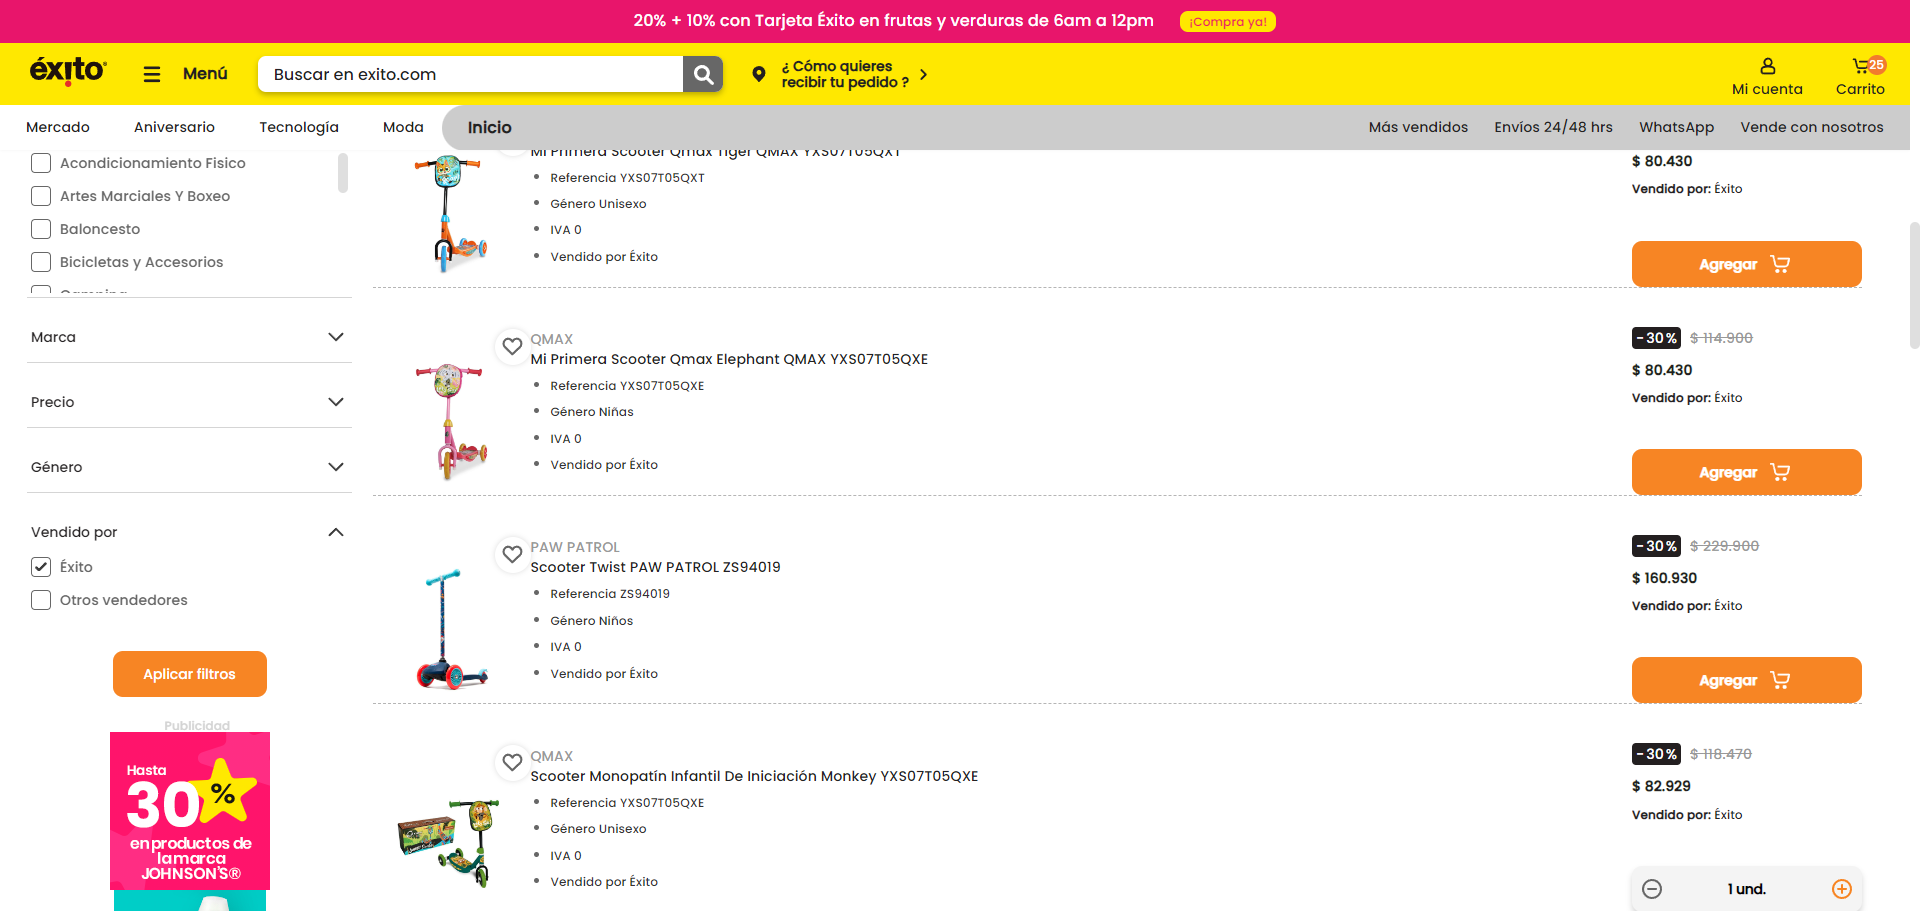 20% + 10% con Tarjeta Éxito en frutas y verduras de 6am a 12pm
¡Compra ya!
éxito
Menú
Buscar en exito.com
¿ Cómo quieres
recibir tu pedido ?
Mi cuenta
25
Carrito
Mercado
Aniversario
Tecnología
Moda
Inicio
Más vendidos
Envíos 24/48 hrs
WhatsApp
Vende con nosotros
Acondicionamiento Fisico
Artes Marciales Y Boxeo
Baloncesto
Bicicletas y Accesorios
Camping
Marca
Precio
Género
Vendido por
Éxito
Otros vendedores
Aplicar filtros
Publicidad
Hasta
30%
en productos de
la marca
JOHNSON'S®
Mi Primera Scooter Qmax Tiger QMAX YXS07T05QXT
Referencia YXS07T05QXT
Género Unisexo
IVA 0
Vendido por Éxito
$ 80.430
Vendido por: Éxito
Agregar
QMAX
Mi Primera Scooter Qmax Elephant QMAX YXS07T05QXE
Referencia YXS07T05QXE
Género Niñas
IVA 0
Vendido por Éxito
-30% $ 114.900
$ 80.430
Vendido por: Éxito
Agregar
PAW PATROL
Scooter Twist PAW PATROL ZS94019
Referencia ZS94019
Género Niños
IVA 0
Vendido por Éxito
-30% $ 229.900
$ 160.930
Vendido por: Éxito
Agregar
QMAX
Scooter Monopatín Infantil De Iniciación Monkey YXS07T05QXE
Referencia YXS07T05QXE
Género Unisexo
IVA 0
Vendido por Éxito
-30% $ 118.470
$ 82.929
Vendido por: Éxito
1 und.